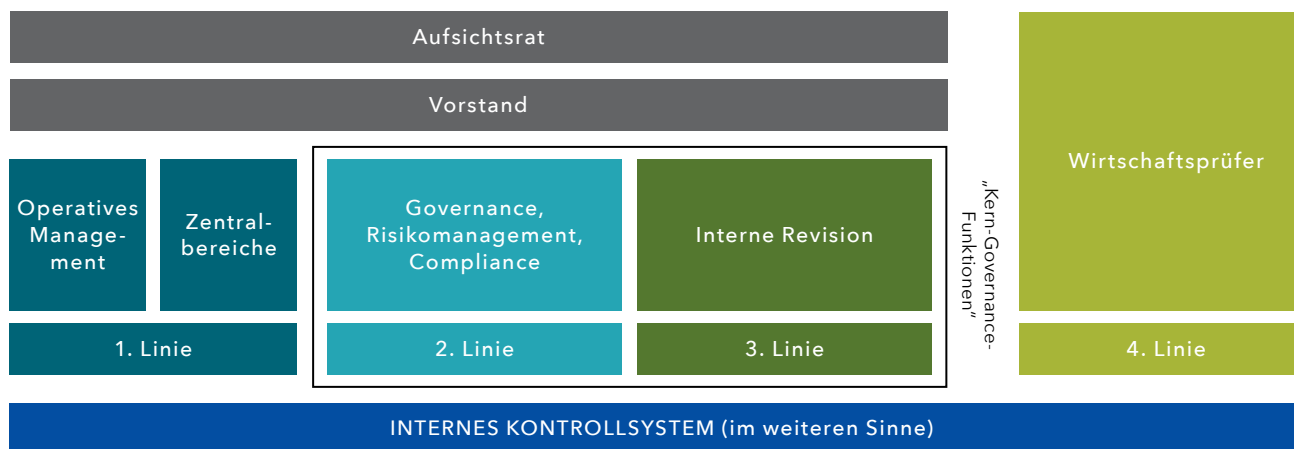 Aufsichtsrat
Vorstand
Operatives
Manage-
ment
Zentral-
bereiche
Governance,
Risikomanagement,
Compliance
Interne Revision
„Kern-Governance-
Funktionen“
Wirtschaftsprüfer
1. Linie
2. Linie
3. Linie
4. Linie
INTERNES KONTROLLSYSTEM (im weiteren Sinne)